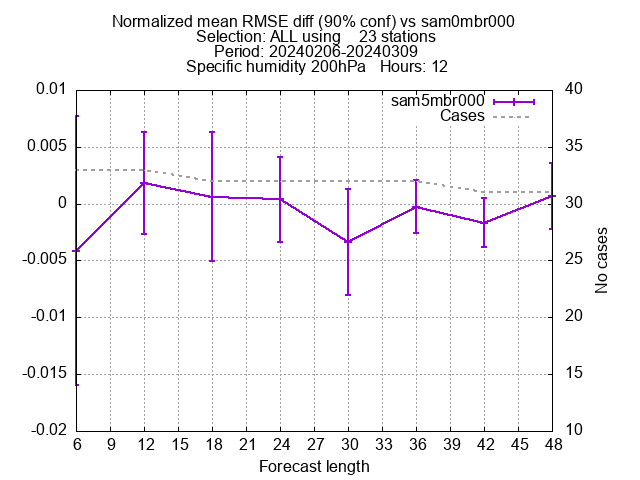 Normalized mean RMSE diff (90% conf) vs sam0mbr000
Selection: ALL using    23 stations
Period: 20240206-20240309
Specific humidity 200hPa   Hours: 12
sam5mbr000
Cases
0.01
0.005
0
-0.005
-0.01
-0.015
-0.02
40
35
30
25
20
15
10
No cases
6 9 12 15 18 21 24 27 30 33 36 39 42 45 48
Forecast length